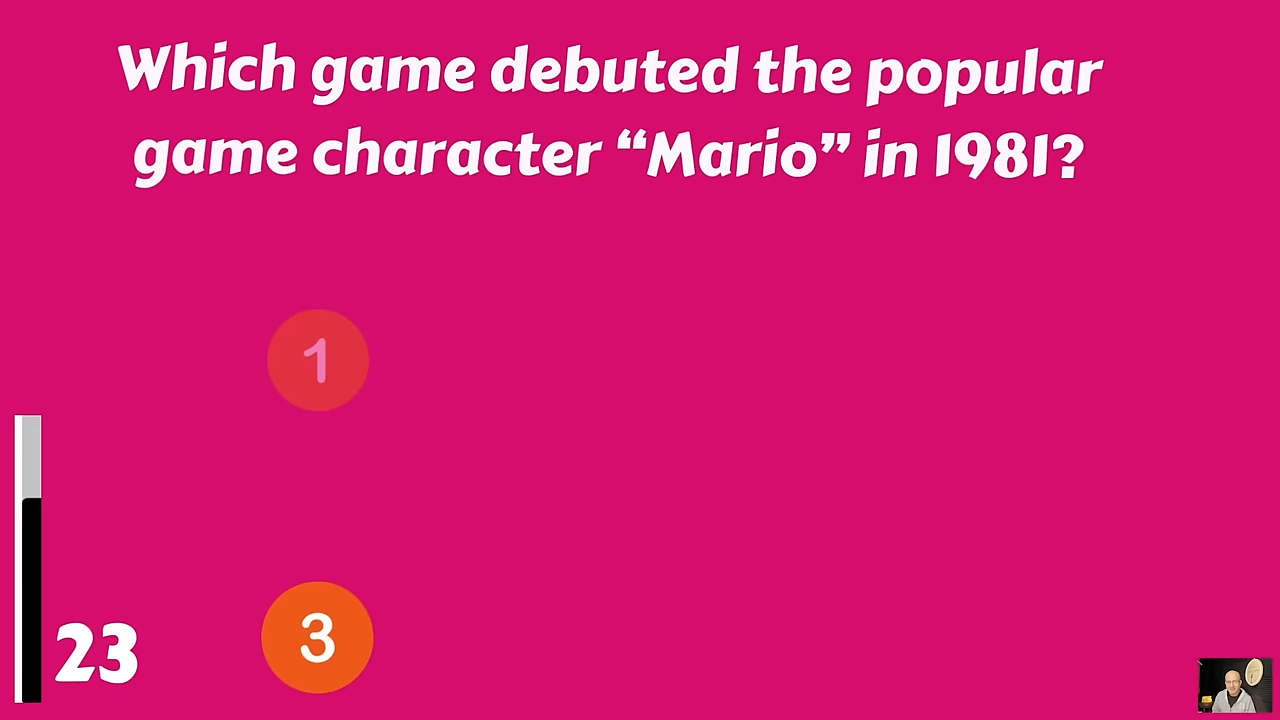 Which game debuted the popular
game character “Mario” in 1981?
1
3
23